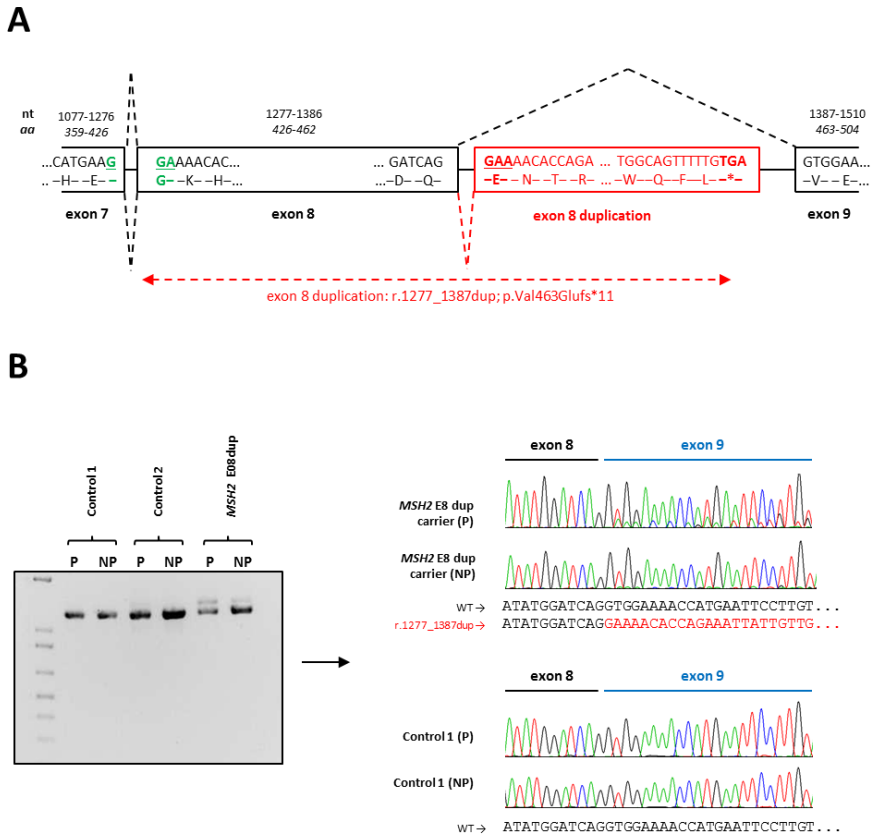 A
nt 1077-1276 1277-1386 1387-1510
aa 359-426 426-462 463-504
...CATGAAG GAAAACAC... ...GATCAG GAAAACACCAGA ... TGGCAGTTTTTGTGA GTGGAA...
..–H––E–- G–-K––H–.. ...–D––Q– –E–- N––T––R- ...–W––Q––F––L–-*- –V––E–..
exon 7 exon 8 exon 8 duplication exon 9
exon 8 duplication: r.1277_1387dup; p.Val463Glufs*11
B
Control 1
Control 2
MSH2 E08dup
P NP P NP P NP
exon 8 exon 9
MSH2 E8 dup
carrier (P)
MSH2 E8 dup
carrier (NP)
WT→ ATATGGATCAGGTGGAAAACCATGAATTCCTTGT...
r.1277_1387dup→ ATATGGATCAGGAAAACACCAGAAATTATTGTTG...
exon 8 exon 9
Control 1 (P)
Control 1 (NP)
WT→ ATATGGATCAGGTGGAAAACCATGAATTCCTTGT...